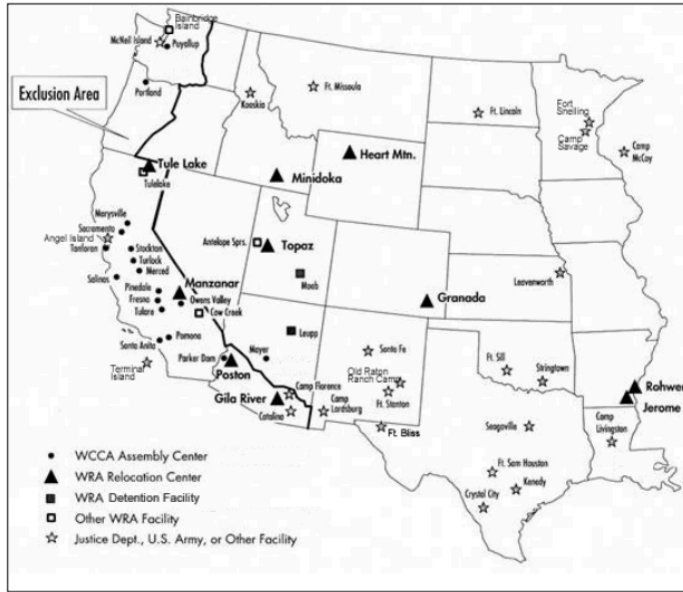 Bainbridge
Island
McNeil Island
Puyallup
Exclusion Area
Portland
Kooskia
Ft. Missoula
Ft. Lincoln
Fort
Snelling
Camp
Savage
Camp
McCoy
Tule Lake
Tulelake
Heart Mtn.
Minidoka
Marysville
Sacramento
Angel Island
Tanforan
Stockton
Turlock
Merced
Salinas
Pinedale
Fresno
Tulare
Manzanar
Owens Valley
Cow Creek
Antelope Sprs.
Topaz
Moab
Granada
Leavenworth
Pomona
Santa Anita
Terminal
Island
Parker Dam
Mayer
Leupp
Poston
Gila River
Camp Florence
Catalina
Camp
Lordsburg
Santa Fe
Old Raton
Ranch Camp
Ft. Stanton
Ft. Bliss
Ft. Sill
Stringtown
Rohwer
Jerome
Camp
Livingston
Seagoville
Ft. Sam Houston
Kenedy
Crystal City
WCCA Assembly Center
WRA Relocation Center
WRA Detention Facility
Other WRA Facility
Justice Dept., U.S. Army, or Other Facility